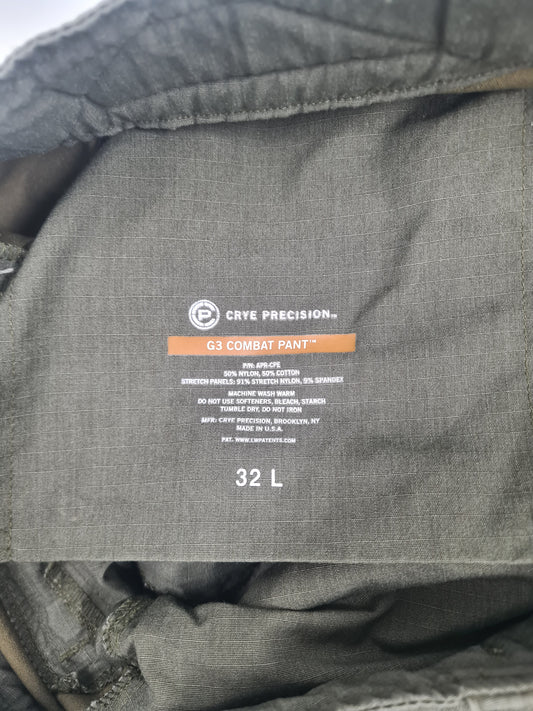 CRYE PRECISION™
G3 COMBAT PANT™
P/N: APR-CPE
50% NYLON, 50% COTTON
STRETCH PANELS: 91% STRETCH NYLON, 9% SPANDEX
MACHINE WASH WARM
DO NOT USE SOFTENERS, BLEACH, STARCH
TUMBLE DRY, DO NOT IRON
MFR: CRYE PRECISION, BROOKLYN, NY
MADE IN U.S.A.
PAT. WWW.LWPATENTS.COM
32 L